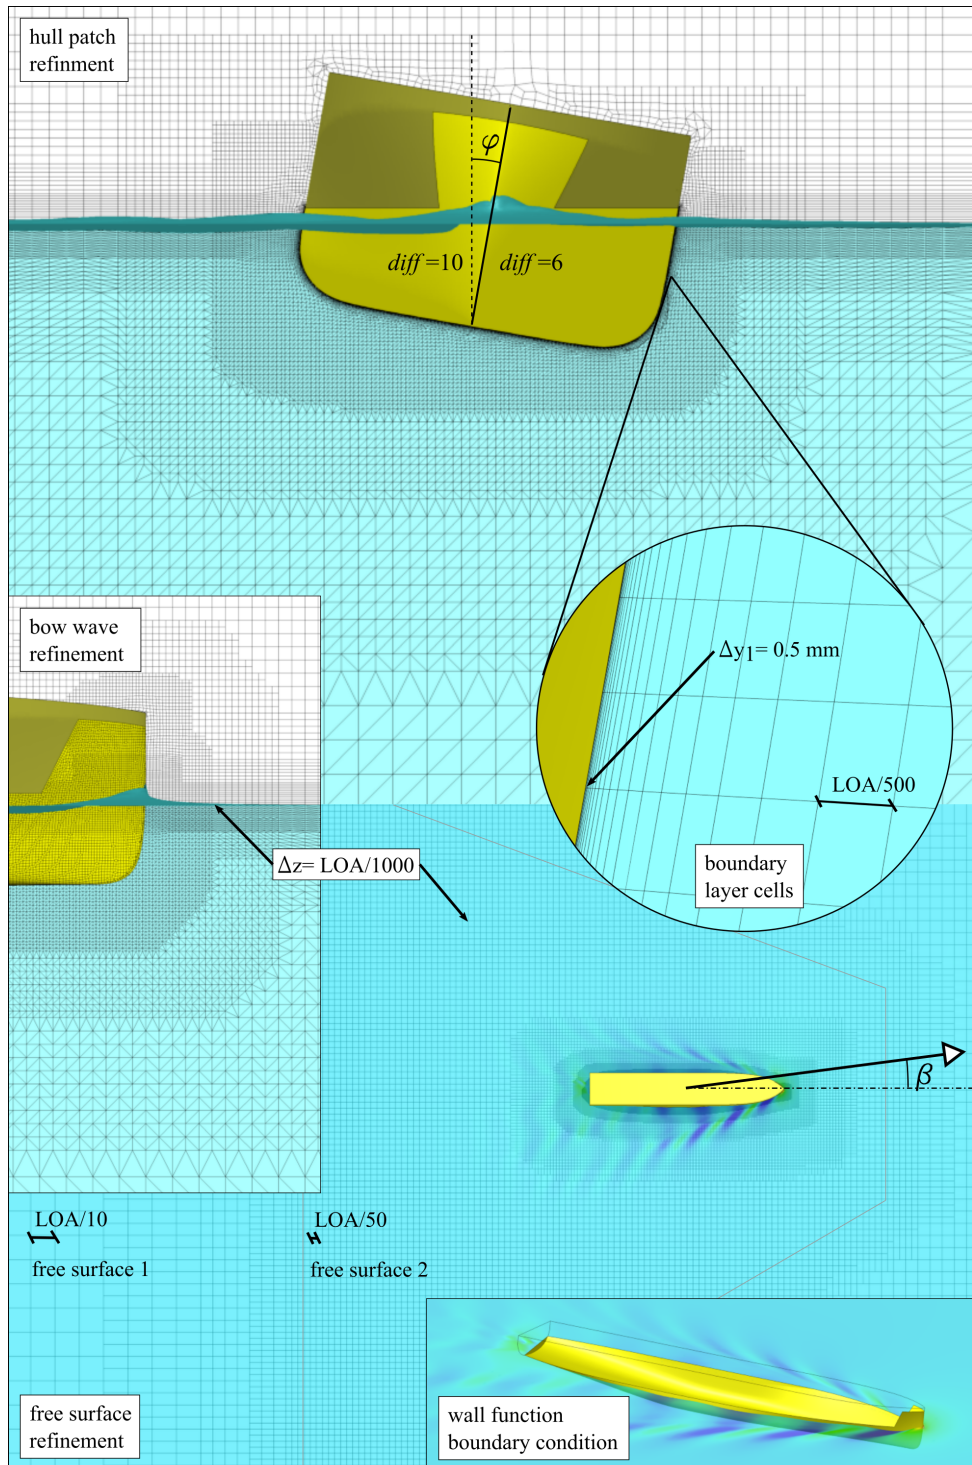 hull patch
refinment
φ
diff =10
diff =6
bow wave
refinement
Δy1= 0.5 mm
LOA/500
boundary
layer cells
Δz= LOA/1000
β
LOA/10
LOA/50
free surface 1
free surface 2
free surface
refinement
wall function
boundary condition